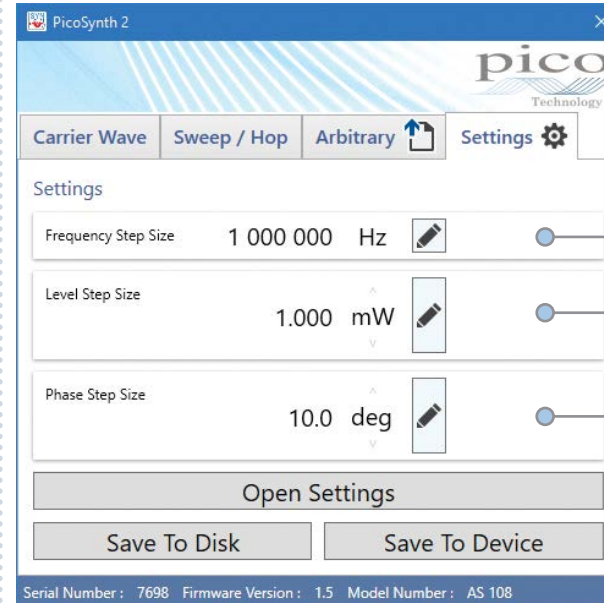 PicoSynth 2
pico
Technology
Carrier Wave Sweep / Hop Arbitrary Settings
Settings
Frequency Step Size 1 000 000 Hz
Level Step Size
1.000 mW
Phase Step Size
10.0 deg
Open Settings
Save To Disk Save To Device
Serial Number : 7698 Firmware Version : 1.5 Model Number : AS 108